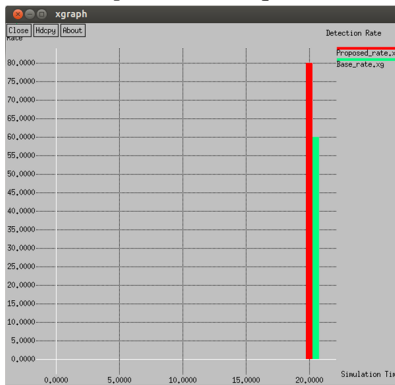 xgraph
Close Hdcpy About
Detection Rate
Rate
Proposed_rate.x
Base_rate.xg
80.0000
75.0000
70.0000
65.0000
60.0000
55.0000
50.0000
45.0000
40.0000
35.0000
30.0000
25.0000
20.0000
15.0000
10.0000
5.0000
0.0000
Simulation Tim
0.0000 5.0000 10.0000 15.0000 20.0000